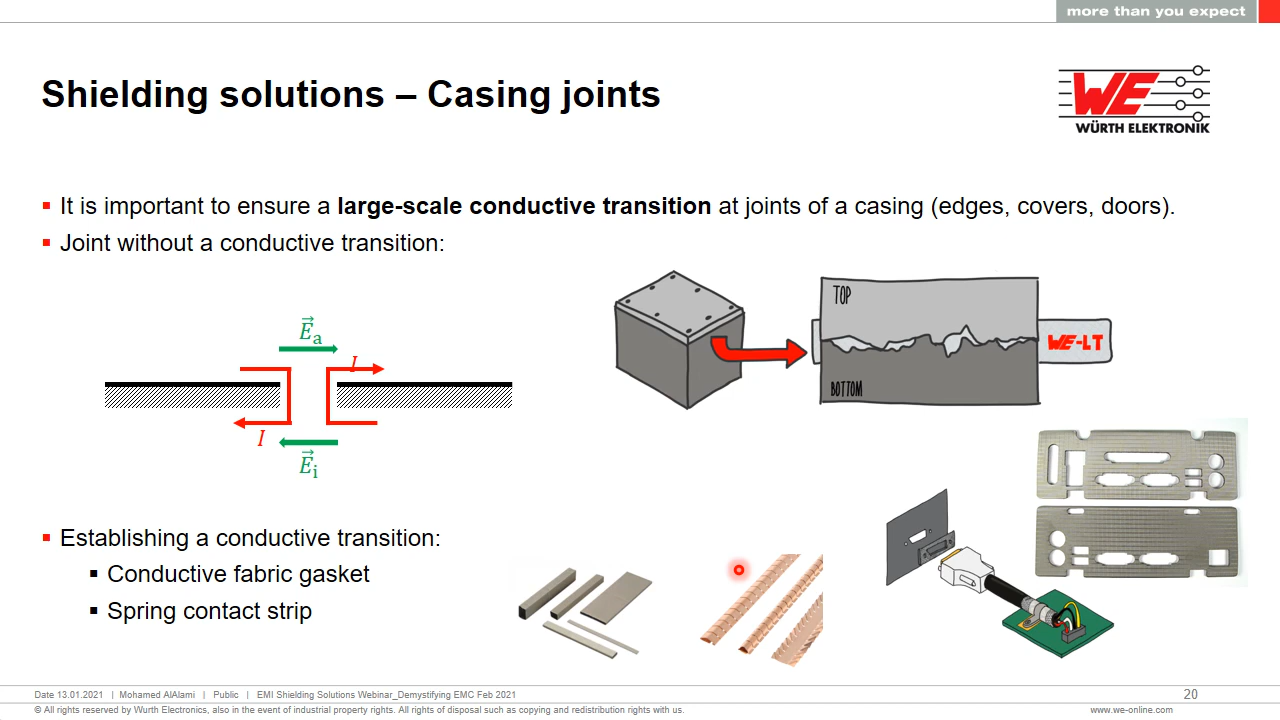 more than you expect
Shielding solutions – Casing joints
WE
WÜRTH ELEKTRONIK
▪ It is important to ensure a large-scale conductive transition at joints of a casing (edges, covers, doors).
▪ Joint without a conductive transition:
E⃗a
I
I
E⃗i
TOP
BOTTOM
WE-LT
▪ Establishing a conductive transition:
▪ Conductive fabric gasket
▪ Spring contact strip
Date 13.01.2021 | Mohamed AlAlami | Public | EMI Shielding Solutions Webinar_Demystifying EMC Feb 2021
20
© All rights reserved by Wurth Electronics, also in the event of industrial property rights. All rights of disposal such as copying and redistribution rights with us.
www.we-online.com